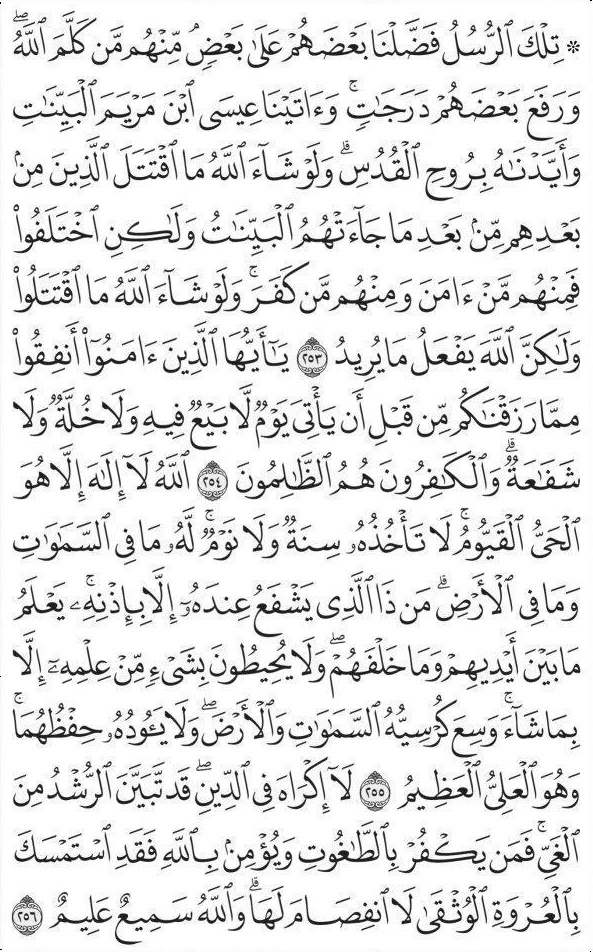 ۞ تِلْكَ ٱلرُّسُلُ فَضَّلْنَا بَعْضَهُمْ عَلَىٰ بَعْضٍۢ مِّنْهُم مَّن كَلَّمَ ٱللَّهُ ۖ
وَرَفَعَ بَعْضَهُمْ دَرَجَـٰتٍۢ ۚ وَءَاتَيْنَا عِيسَى ٱبْنَ مَرْيَمَ ٱلْبَيِّنَـٰتِ
وَأَيَّدْنَـٰهُ بِرُوحِ ٱلْقُدُسِ ۗ وَلَوْ شَآءَ ٱللَّهُ مَا ٱقْتَتَلَ ٱلَّذِينَ مِنۢ
بَعْدِهِم مِّنۢ بَعْدِ مَا جَآءَتْهُمُ ٱلْبَيِّنَـٰتُ وَلَـٰكِنِ ٱخْتَلَفُوا۟
فَمِنْهُم مَّنْ ءَامَنَ وَمِنْهُم مَّن كَفَرَ ۚ وَلَوْ شَآءَ ٱللَّهُ مَا ٱقْتَتَلُوا۟
وَلَـٰكِنَّ ٱللَّهَ يَفْعَلُ مَا يُرِيدُ ٢٥٣ يَـٰٓأَيُّهَا ٱلَّذِينَ ءَامَنُوٓا۟ أَنفِقُوا۟
مِمَّا رَزَقْنَـٰكُم مِّن قَبْلِ أَن يَأْتِىَ يَوْمٌۭ لَّا بَيْعٌۭ فِيهِ وَلَا خُلَّةٌۭ وَلَا
شَفَـٰعَةٌۭ ۗ وَٱلْكَـٰفِرُونَ هُمُ ٱلظَّـٰلِمُونَ ٢٥٤ ٱللَّهُ لَآ إِلَـٰهَ إِلَّا هُوَ
ٱلْحَىُّ ٱلْقَيُّومُ ۚ لَا تَأْخُذُهُۥ سِنَةٌۭ وَلَا نَوْمٌۭ ۚ لَّهُۥ مَا فِى ٱلسَّمَـٰوَٰتِ
وَمَا فِى ٱلْأَرْضِ ۗ مَن ذَا ٱلَّذِى يَشْفَعُ عِندَهُۥٓ إِلَّا بِإِذْنِهِۦ ۚ يَعْلَمُ
مَا بَيْنَ أَيْدِيهِمْ وَمَا خَلْفَهُمْ ۖ وَلَا يُحِيطُونَ بِشَىْءٍۢ مِّنْ عِلْمِهِۦٓ إِلَّا
بِمَا شَآءَ ۚ وَسِعَ كُرْسِيُّهُ ٱلسَّمَـٰوَٰتِ وَٱلْأَرْضَ ۖ وَلَا يَـُٔودُهُۥ حِفْظُهُمَا ۚ
وَهُوَ ٱلْعَلِىُّ ٱلْعَظِيمُ ٢٥٥ لَآ إِكْرَاهَ فِى ٱلدِّينِ ۖ قَد تَّبَيَّنَ ٱلرُّشْدُ مِنَ
ٱلْغَىِّ ۚ فَمَن يَكْفُرْ بِٱلطَّـٰغُوتِ وَيُؤْمِنۢ بِٱللَّهِ فَقَدِ ٱسْتَمْسَكَ
بِٱلْعُرْوَةِ ٱلْوُثْقَىٰ لَا ٱنفِصَامَ لَهَا ۗ وَٱللَّهُ سَمِيعٌ عَلِيمٌ ٢٥٦